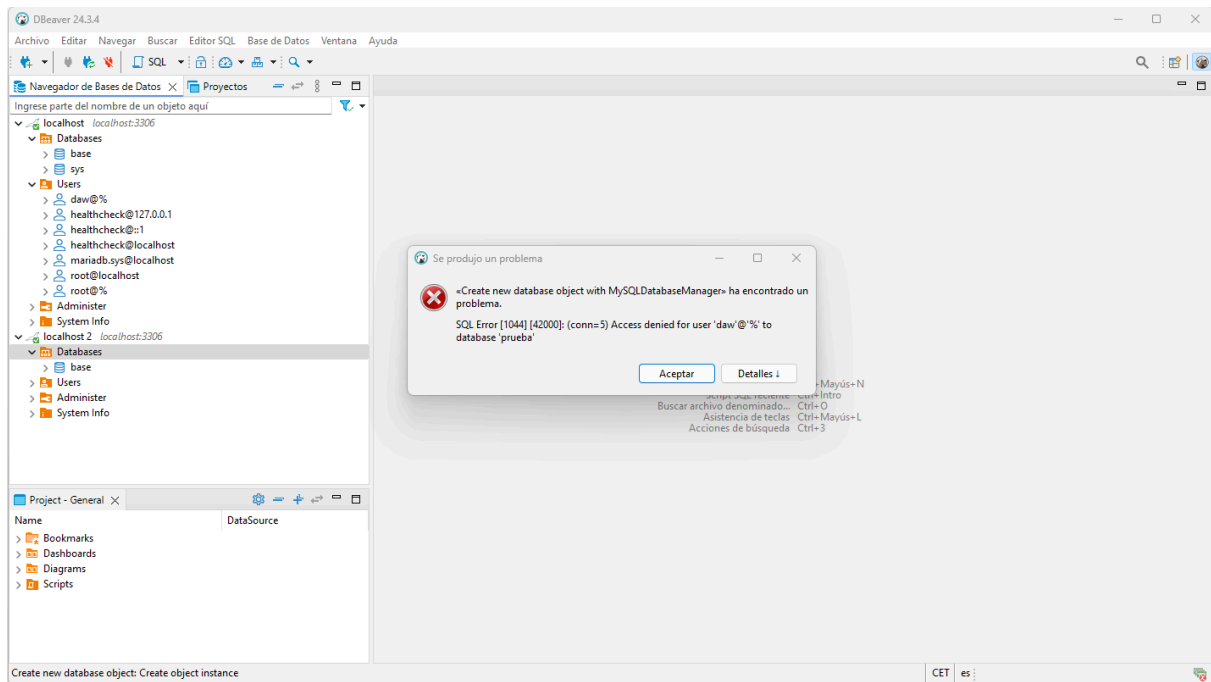 DBeaver 24.3.4
Archivo Editar Navegar Buscar Editor SQL Base de Datos Ventana Ayuda
SQL
Navegador de Bases de Datos Proyectos
Ingrese parte del nombre de un objeto aquí
localhost localhost:3306
Databases
base
sys
Users
daw@%
healthcheck@127.0.0.1
healthcheck@::1
healthcheck@localhost
mariadb.sys@localhost
root@localhost
root@%
Administer
System Info
localhost 2 localhost:3306
Databases
base
Users
Administer
System Info
Se produjo un problema
«Create new database object with MySQLDatabaseManager» ha encontrado un
problema.
SQL Error [1044] [42000]: (conn=5) Access denied for user 'daw'@'%' to
database 'prueba'
Aceptar Detalles ↓
+Mayús+N
Script SQL reciente Ctrl+Intro
Buscar archivo denominado... Ctrl+O
Asistencia de teclas Ctrl+Mayús+L
Acciones de búsqueda Ctrl+3
Project - General
Name DataSource
Bookmarks
Dashboards
Diagrams
Scripts
Create new database object: Create object instance CET es